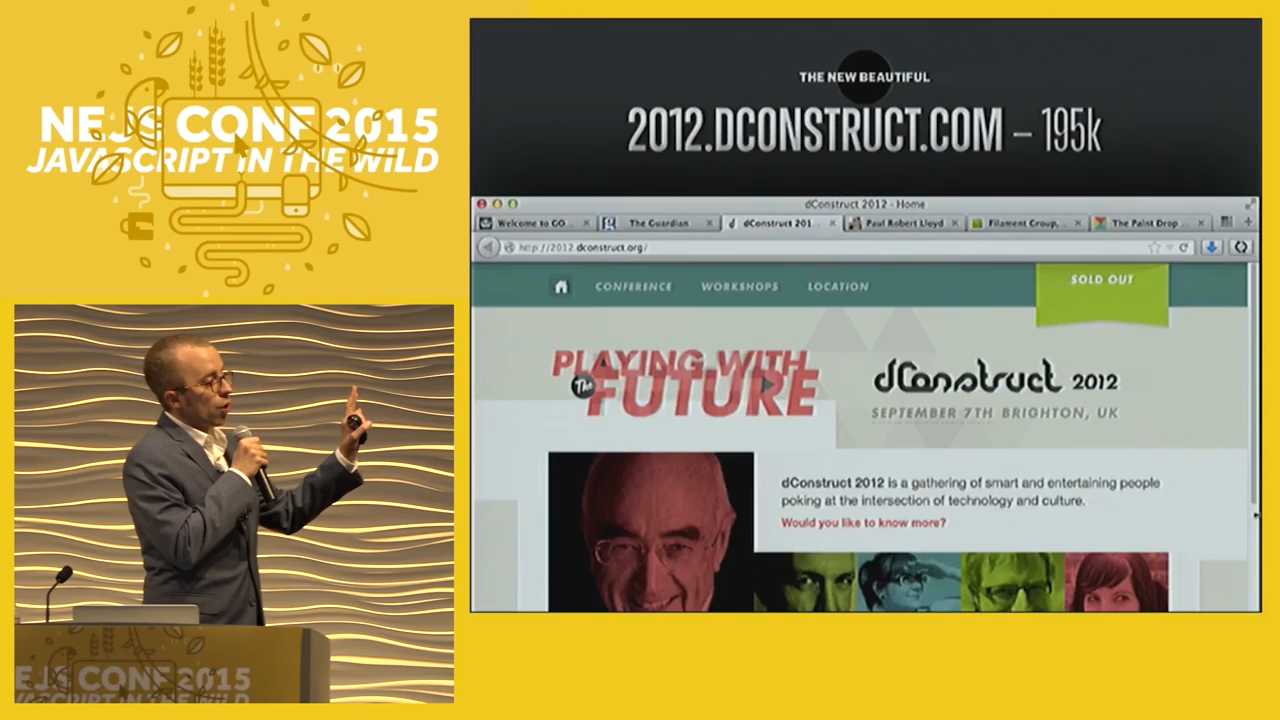 NEJS CONF 2015
JAVASCRIPT IN THE WILD
THE NEW BEAUTIFUL
2012.DCONSTRUCT.COM – 195k
dConstruct 2012 - Home
Welcome to GO...
The Guardian
dConstruct 201...
Paul Robert Lloyd
Filament Group,...
The Paint Drop...
http://2012.dconstruct.org/
CONFERENCE
WORKSHOPS
LOCATION
SOLD OUT
PLAYING WITH
The FUTURE
dConstruct 2012
SEPTEMBER 7TH BRIGHTON, UK
dConstruct 2012 is a gathering of smart and entertaining people
poking at the intersection of technology and culture.
Would you like to know more?
EJS CONF 2015
VASCRIPT IN THE WILD